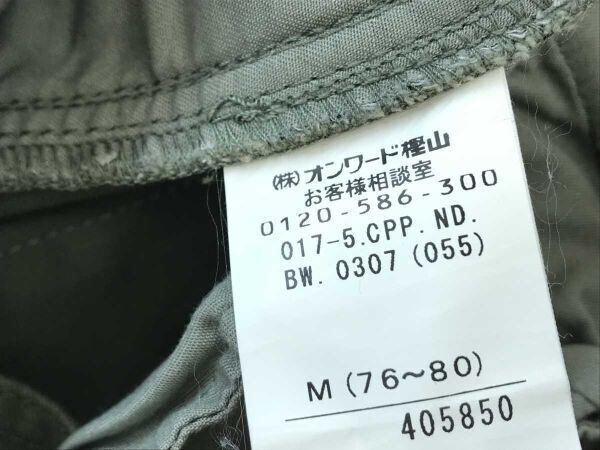 (株)オンワード樫山
お客様相談室
0120-586-300
017-5.CPP.ND.
BW.0307(055)
M(76～80)
405850